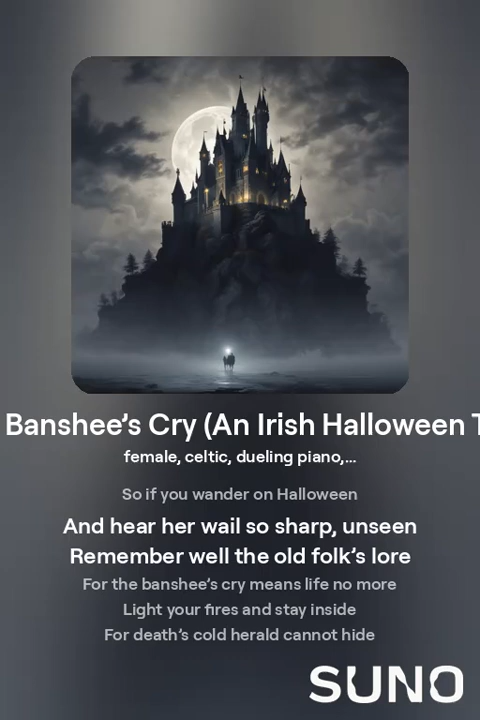 Banshee’s Cry (An Irish Halloween T
female, celtic, dueling piano,...
So if you wander on Halloween
And hear her wail so sharp, unseen
Remember well the old folk’s lore
For the banshee’s cry means life no more
Light your fires and stay inside
For death’s cold herald cannot hide
SUNO